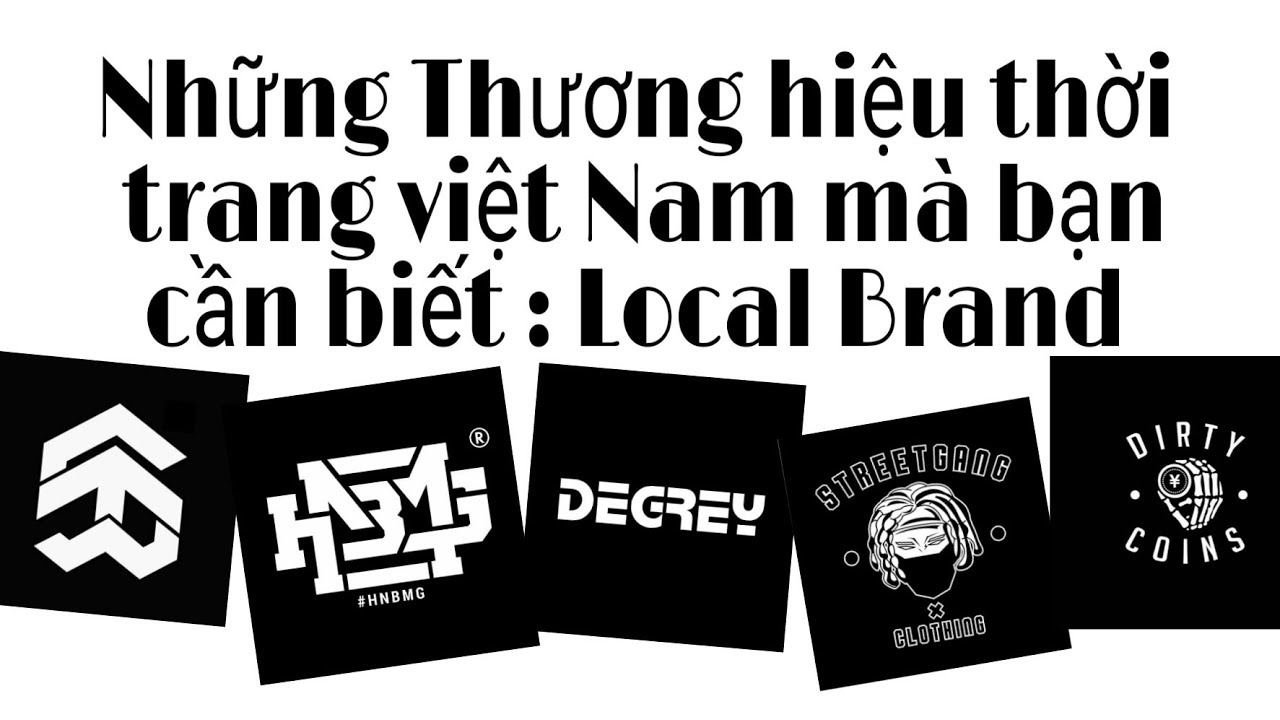 Những Thương hiệu thời
trang việt Nam mà bạn
cần biết : Local Brand
HNBMG
®
#HNBMG
DEGREY
STREETGANG
CLOTHING
DIRTY
¥
COINS